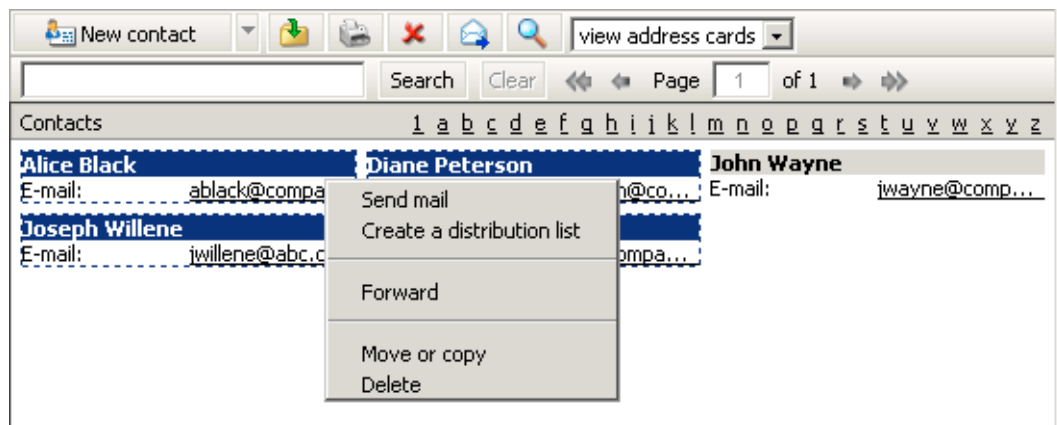 New contact view address cards
Search Clear Page 1 of 1
Contacts 1 a b c d e f g h i j k l m n o p q r s t u v w x y z
Alice Black Diane Peterson John Wayne
E-mail: ablack@compa n@co... E-mail: jwayne@comp...
Send mail
Joseph Willene
Create a distribution list
E-mail: jwillene@abc.c ompa...
Forward
Move or copy
Delete